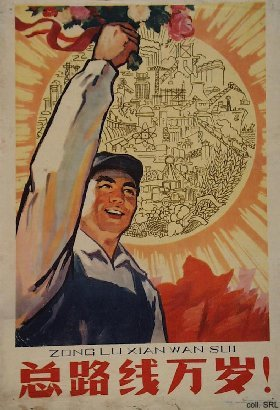 ZONG LU XIAN WAN SUI
总路线万岁！
coll. SRL